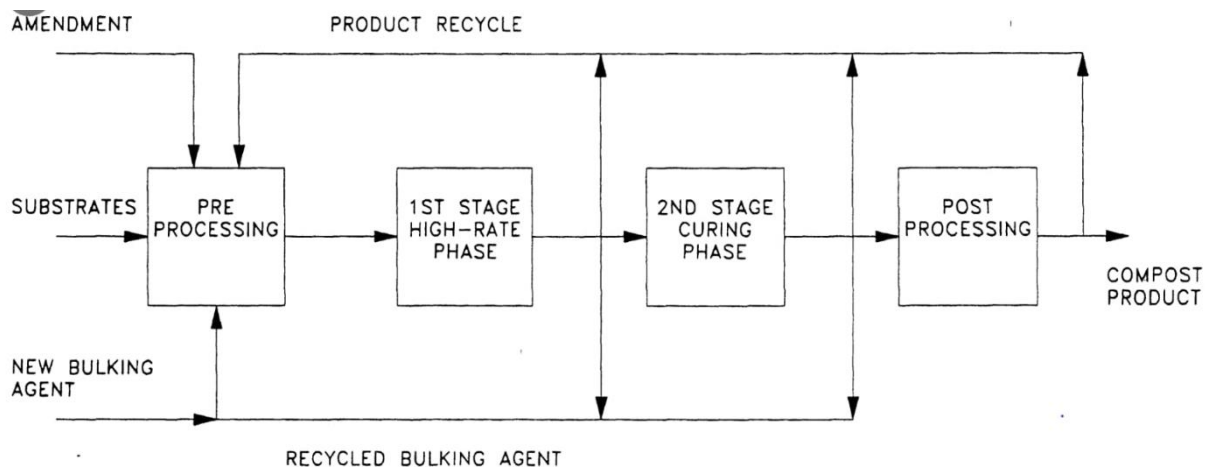 AMENDMENT
PRODUCT RECYCLE
SUBSTRATES
PRE
PROCESSING
1ST STAGE
HIGH-RATE
PHASE
2ND STAGE
CURING
PHASE
POST
PROCESSING
COMPOST
PRODUCT
NEW BULKING
AGENT
RECYCLED BULKING AGENT